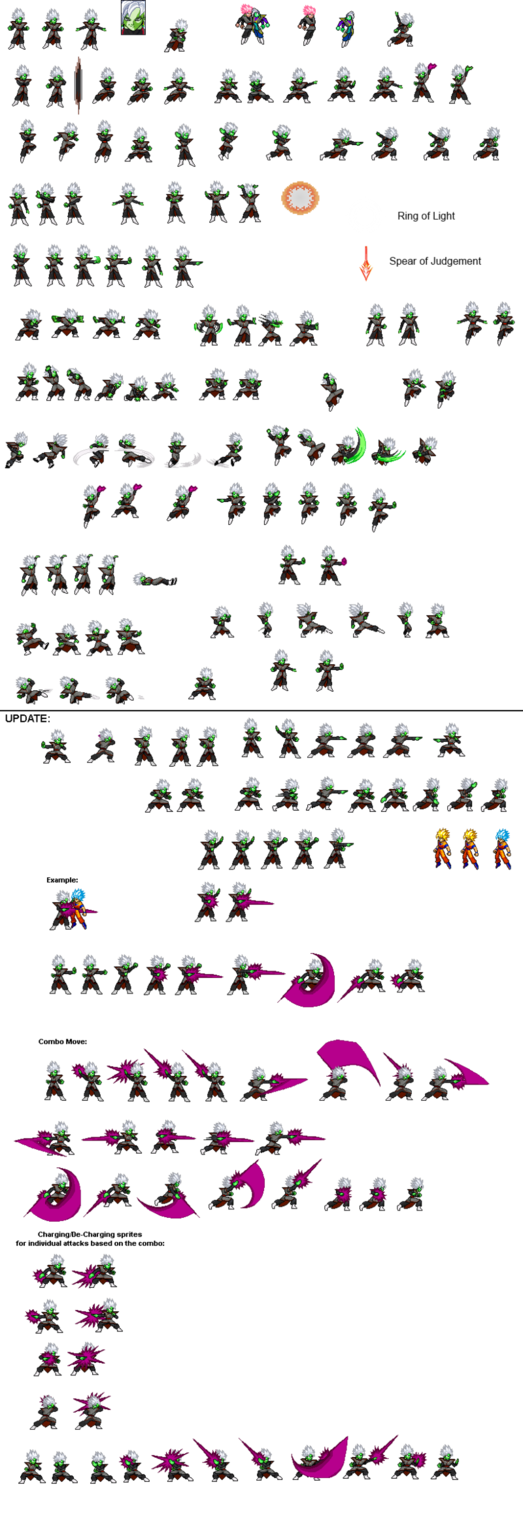 Ring of Light
Spear of Judgement
UPDATE:
Example:
Combo Move:
Charging/De-Charging sprites
for individual attacks based on the combo: